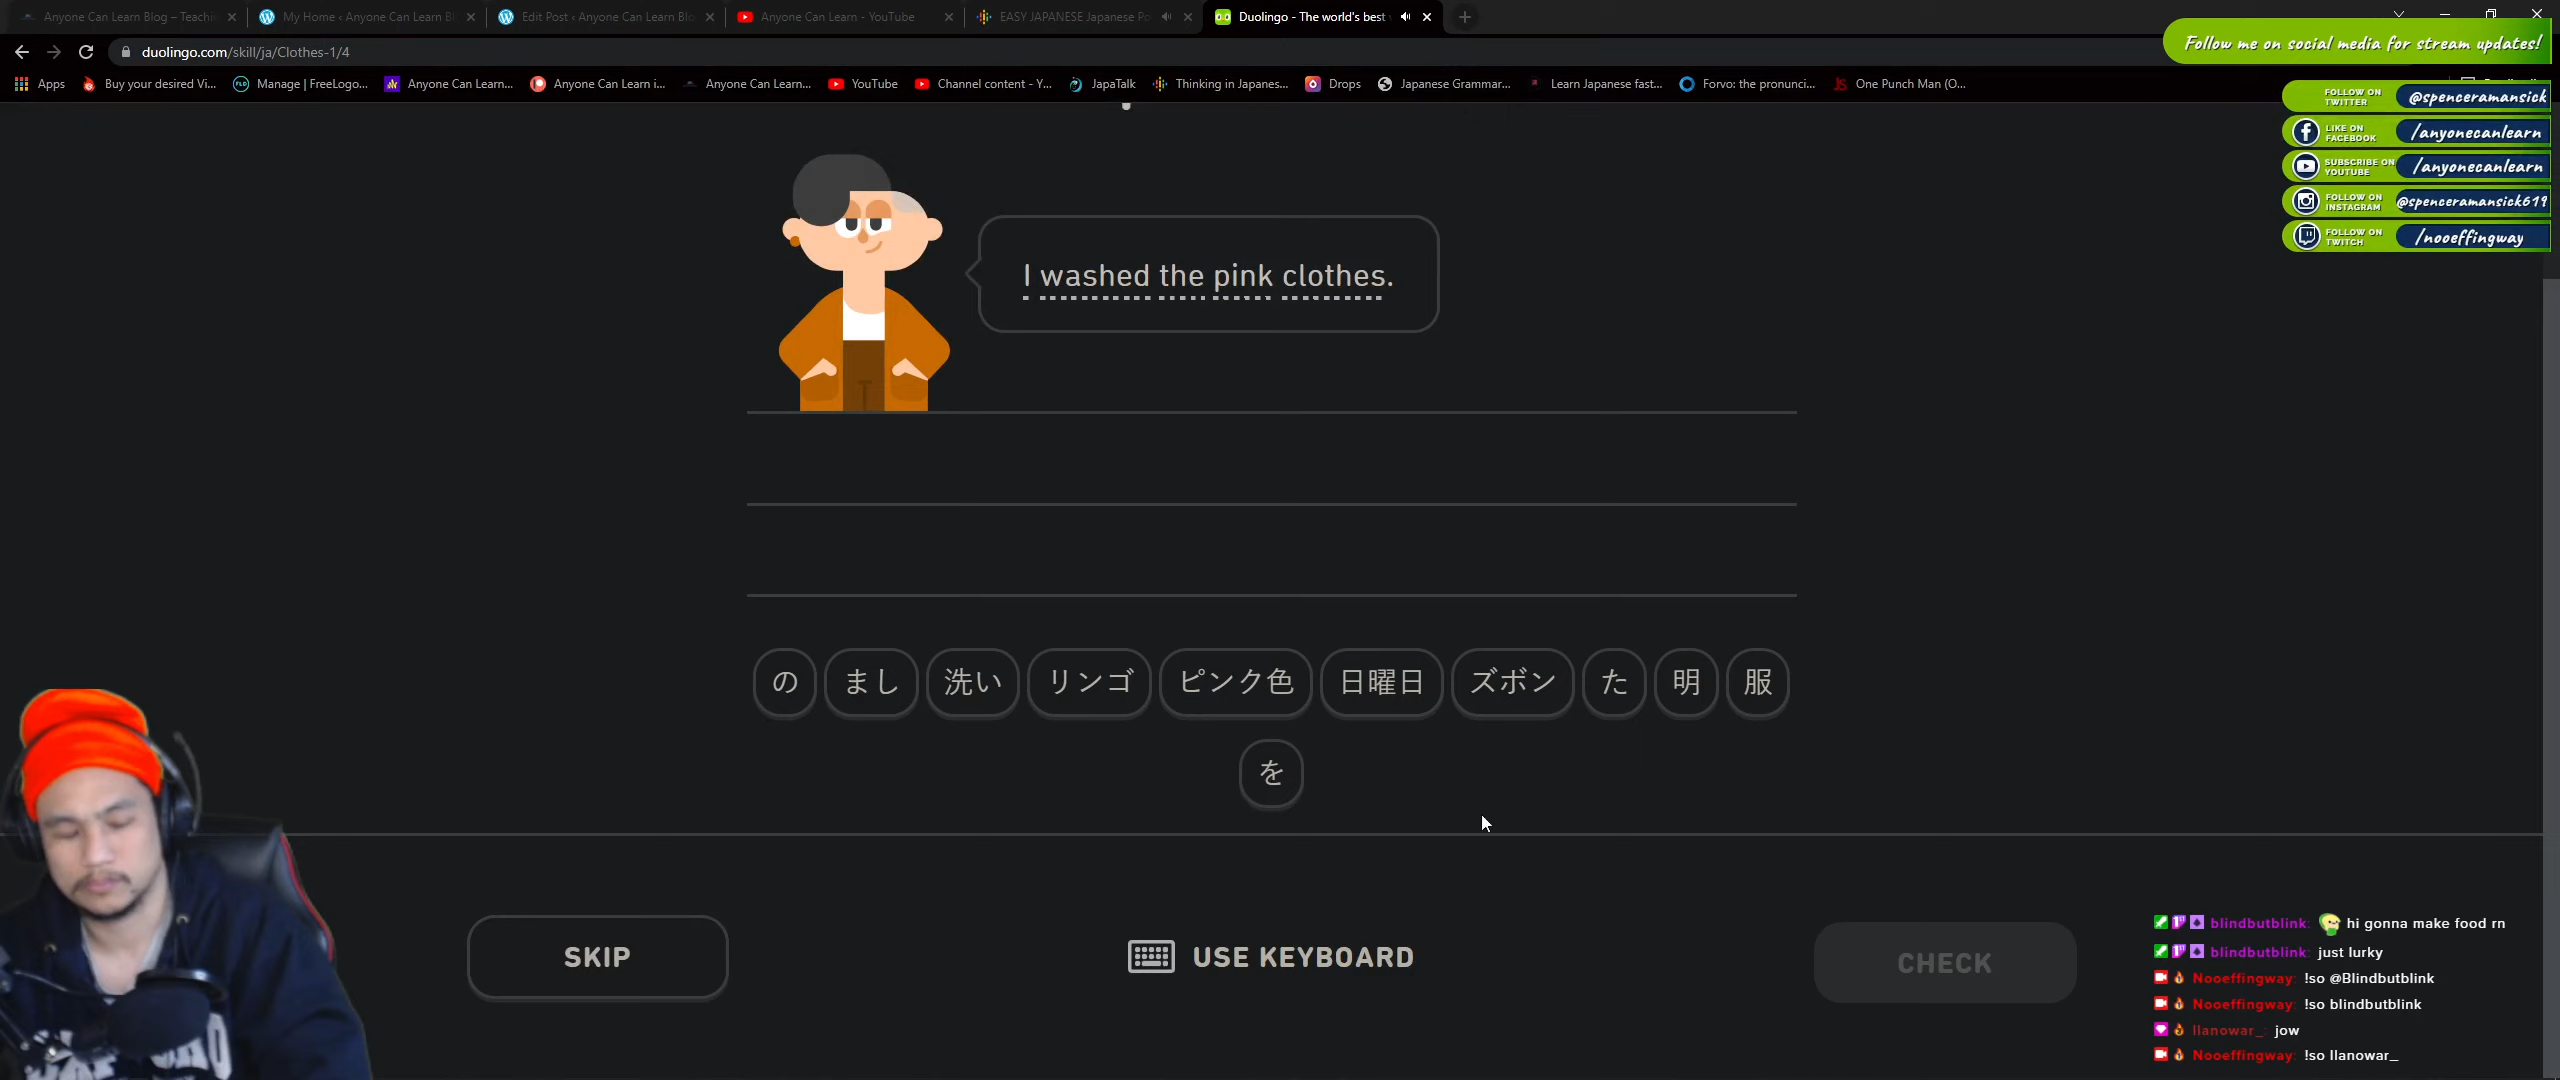 Anyone Can Learn Blog – Teachi
My Home ‹ Anyone Can Learn Bl
Edit Post ‹ Anyone Can Learn Blo
Anyone Can Learn - YouTube
EASY JAPANESE Japanese Po
Duolingo - The world's best
duolingo.com/skill/ja/Clothes-1/4
Apps
Buy your desired Vi...
Manage | FreeLogo...
Anyone Can Learn...
Anyone Can Learn i...
Anyone Can Learn...
YouTube
Channel content - Y...
JapaTalk
Thinking in Japanes...
Drops
Japanese Grammar...
Learn Japanese fast...
Forvo: the pronunci...
One Punch Man (O...
Follow me on social media for stream updates!
FOLLOW ON TWITTER
@spenceramansick
LIKE ON FACEBOOK
/anyonecanlearn
SUBSCRIBE ON YOUTUBE
/anyonecanlearn
FOLLOW ON INSTAGRAM
@spenceramansick619
FOLLOW ON TWITCH
/nooeffingway
I washed the pink clothes.
の まし 洗い リンゴ ピンク色 日曜日 ズボン た 明 服
を
SKIP
USE KEYBOARD
CHECK
blindbutblink: hi gonna make food rn
blindbutblink: just lurky
Nooeffingway: !so @Blindbutblink
Nooeffingway: !so blindbutblink
llanowar_: jow
Nooeffingway: !so llanowar_